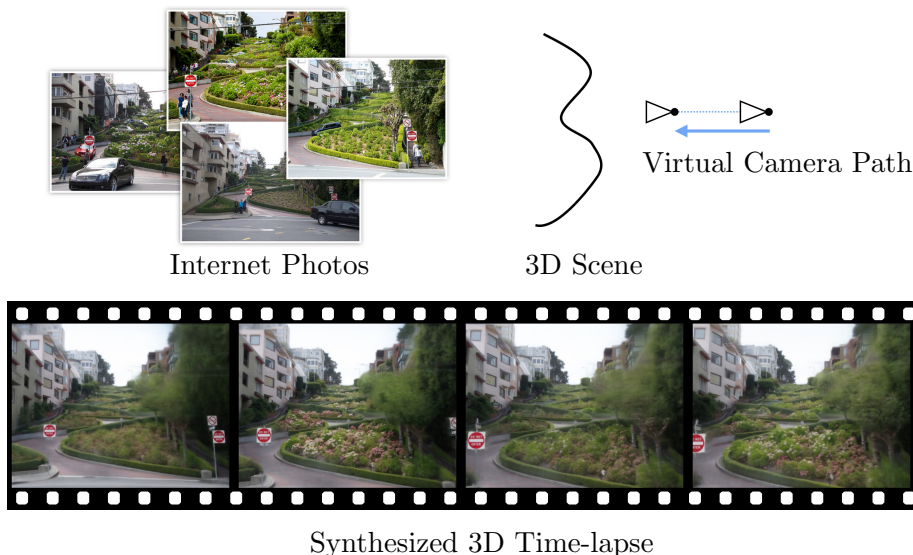 Internet Photos
3D Scene
Virtual Camera Path
Synthesized 3D Time-lapse